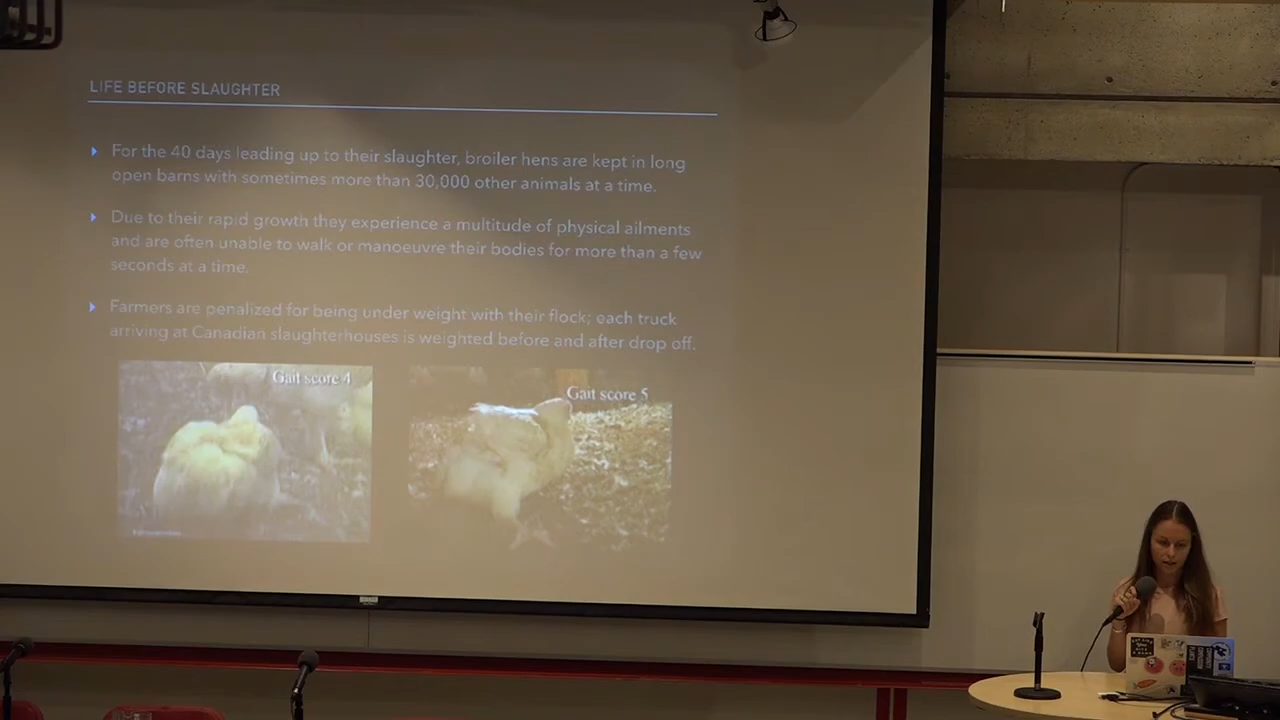 LIFE BEFORE SLAUGHTER
For the 40 days leading up to their slaughter, broiler hens are kept in long
open barns with sometimes more than 30,000 other animals at a time.
Due to their rapid growth they experience a multitude of physical ailments
and are often unable to walk or manoeuvre their bodies for more than a few
seconds at a time.
Farmers are penalized for being under weight with their flock; each truck
arriving at Canadian slaughterhouses is weighted before and after drop off.
Gait score 4
Gait score 5